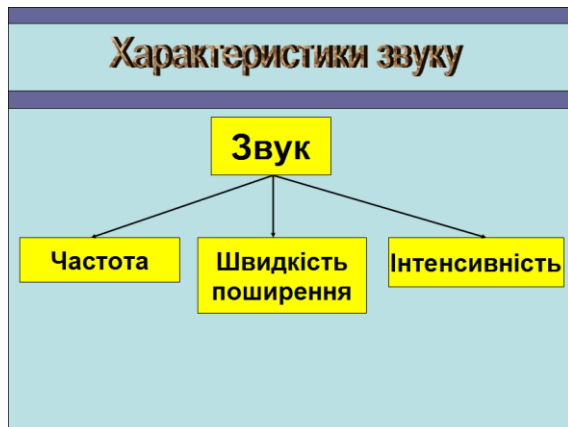 Характеристики звуку
Звук
Частота
Швидкість
поширення
Інтенсивність